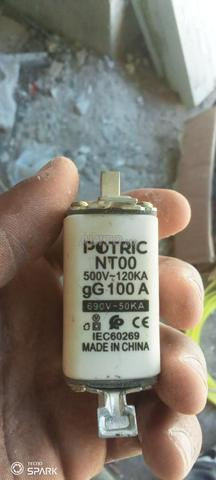 POTRIC
NT00
500V~120KA
gG 100 A
690V~50KA
CE
IEC60269
MADE IN CHINA
TECNO
SPARK